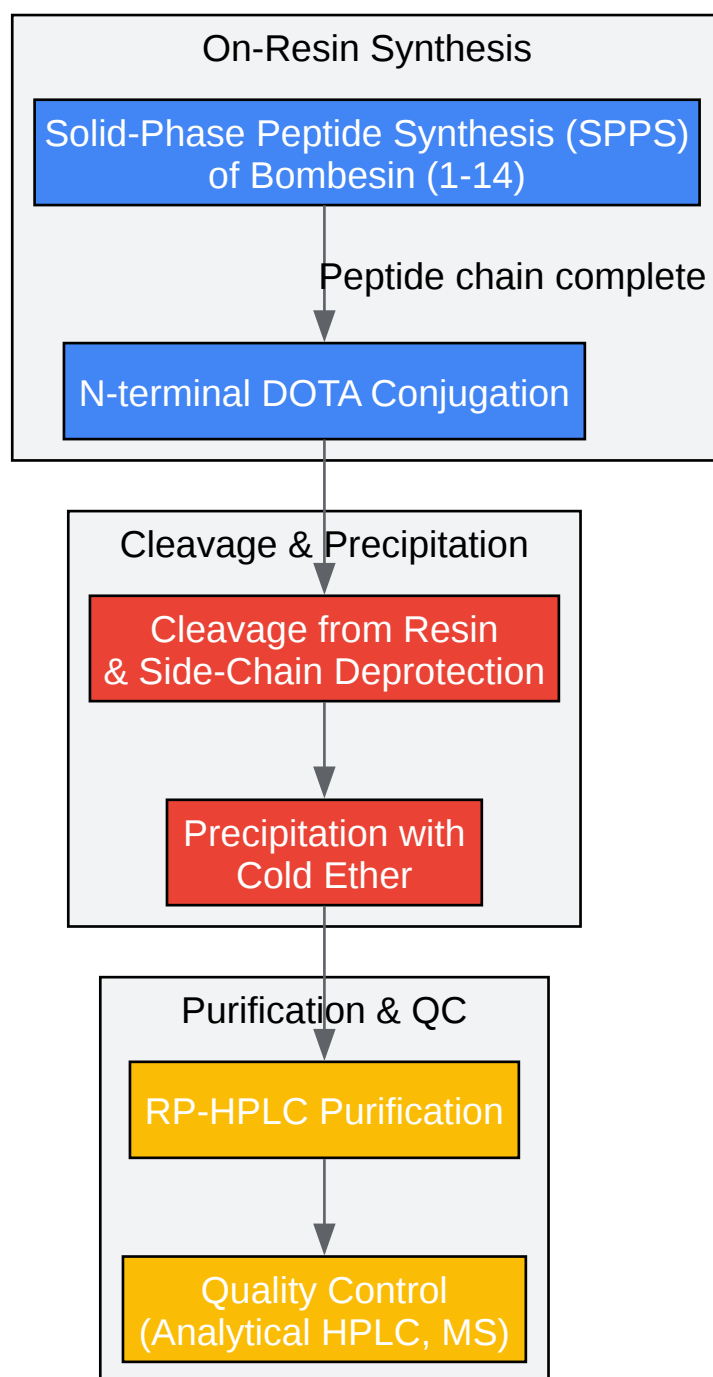 On-Resin Synthesis
Solid-Phase Peptide Synthesis (SPPS)
of Bombesin (1-14)
Peptide chain complete
N-terminal DOTA Conjugation
Cleavage & Precipitation
Cleavage from Resin
& Side-Chain Deprotection
Precipitation with
Cold Ether
Purification & QC
RP-HPLC Purification
Quality Control
(Analytical HPLC, MS)